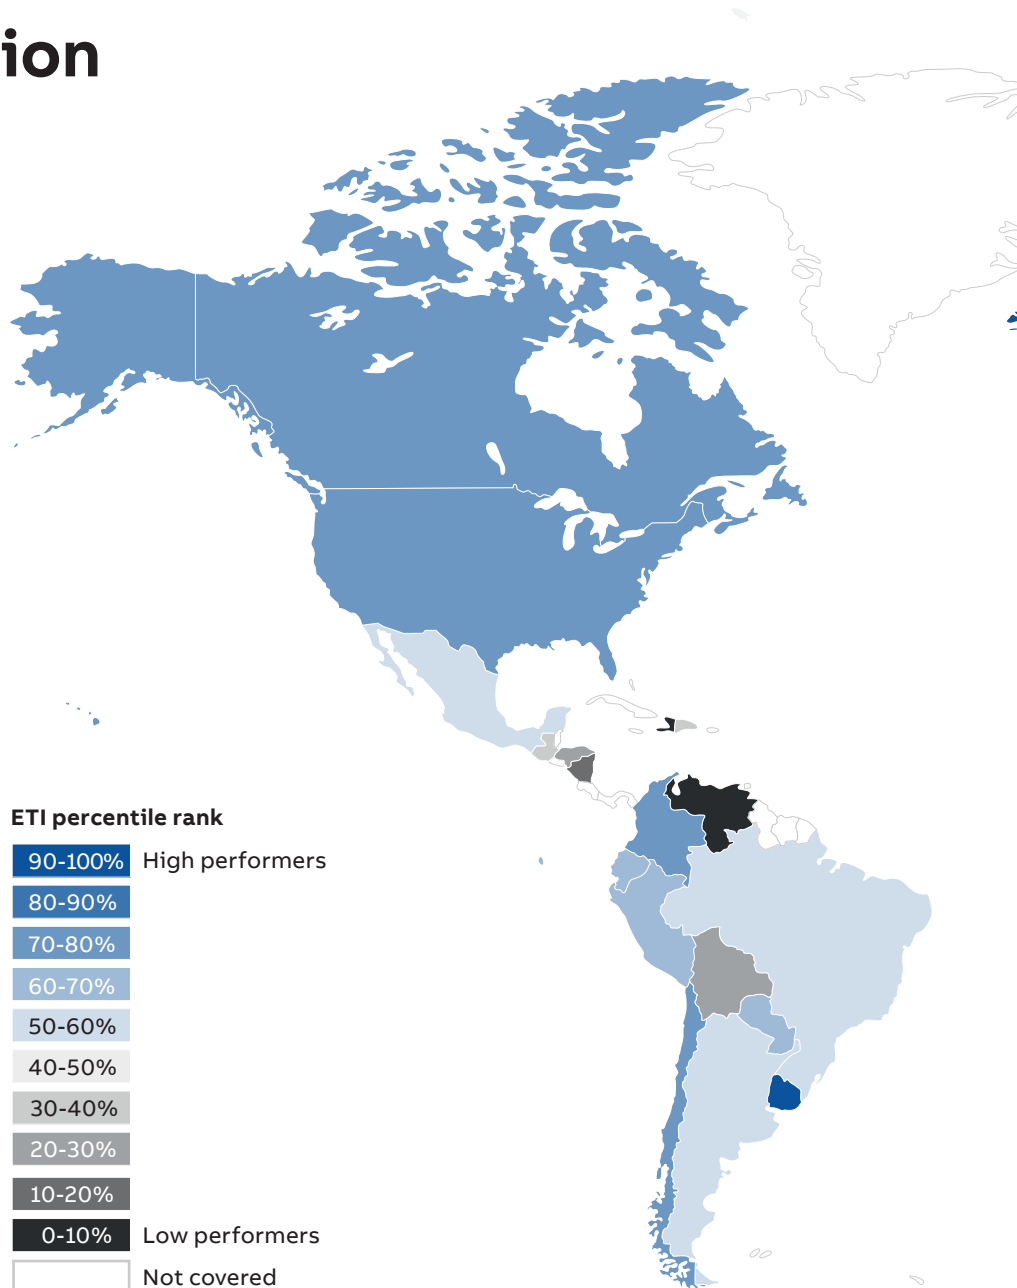 ion
ETI percentile rank
90-100% High performers
80-90%
70-80%
60-70%
50-60%
40-50%
30-40%
20-30%
10-20%
0-10% Low performers
Not covered